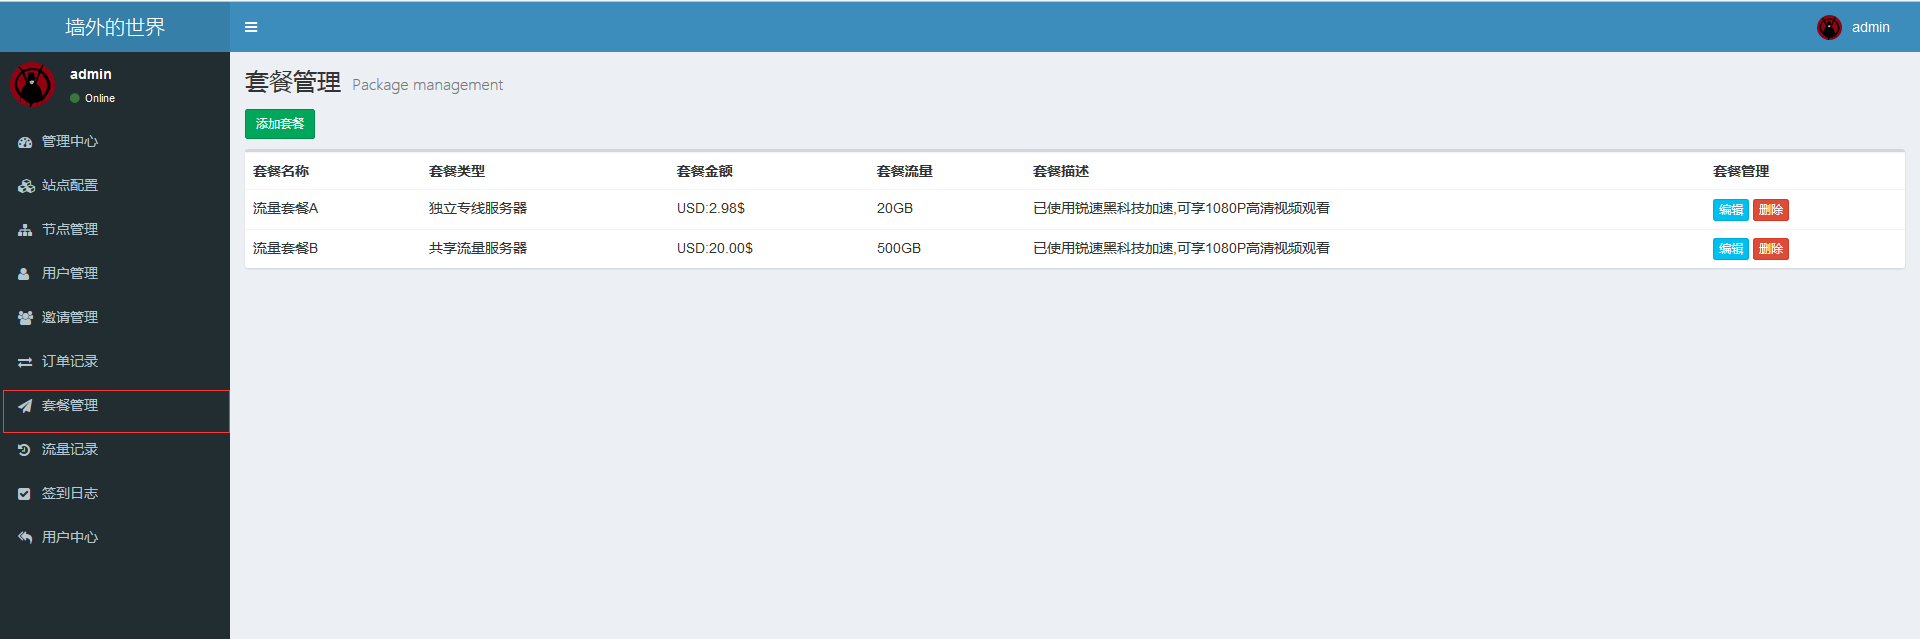 墙外的世界
admin
admin
Online
管理中心
站点配置
节点管理
用户管理
邀请管理
订单记录
套餐管理
流量记录
签到日志
用户中心
套餐管理 Package management
添加套餐
套餐名称 套餐类型 套餐金额 套餐流量 套餐描述 套餐管理
流量套餐A 独立专线服务器 USD:2.98$ 20GB 已使用锐速黑科技加速,可享1080P高清视频观看 编辑 删除
流量套餐B 共享流量服务器 USD:20.00$ 500GB 已使用锐速黑科技加速,可享1080P高清视频观看 编辑 删除